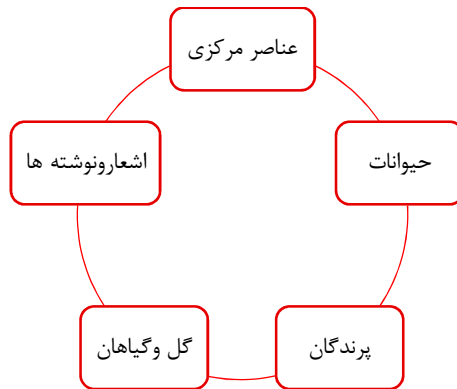 عناصر مرکزی
حیوانات
پرندگان
گل وگیاهان
اشعارونوشته ها